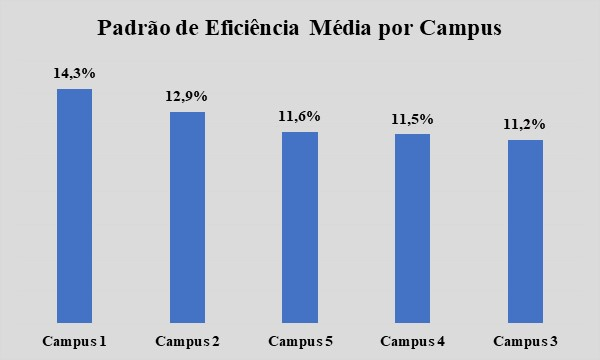 Padrão de Eficiência Média por Campus
14,3%
12,9%
11,6%
11,5%
11,2%
Campus 1
Campus 2
Campus 5
Campus 4
Campus 3